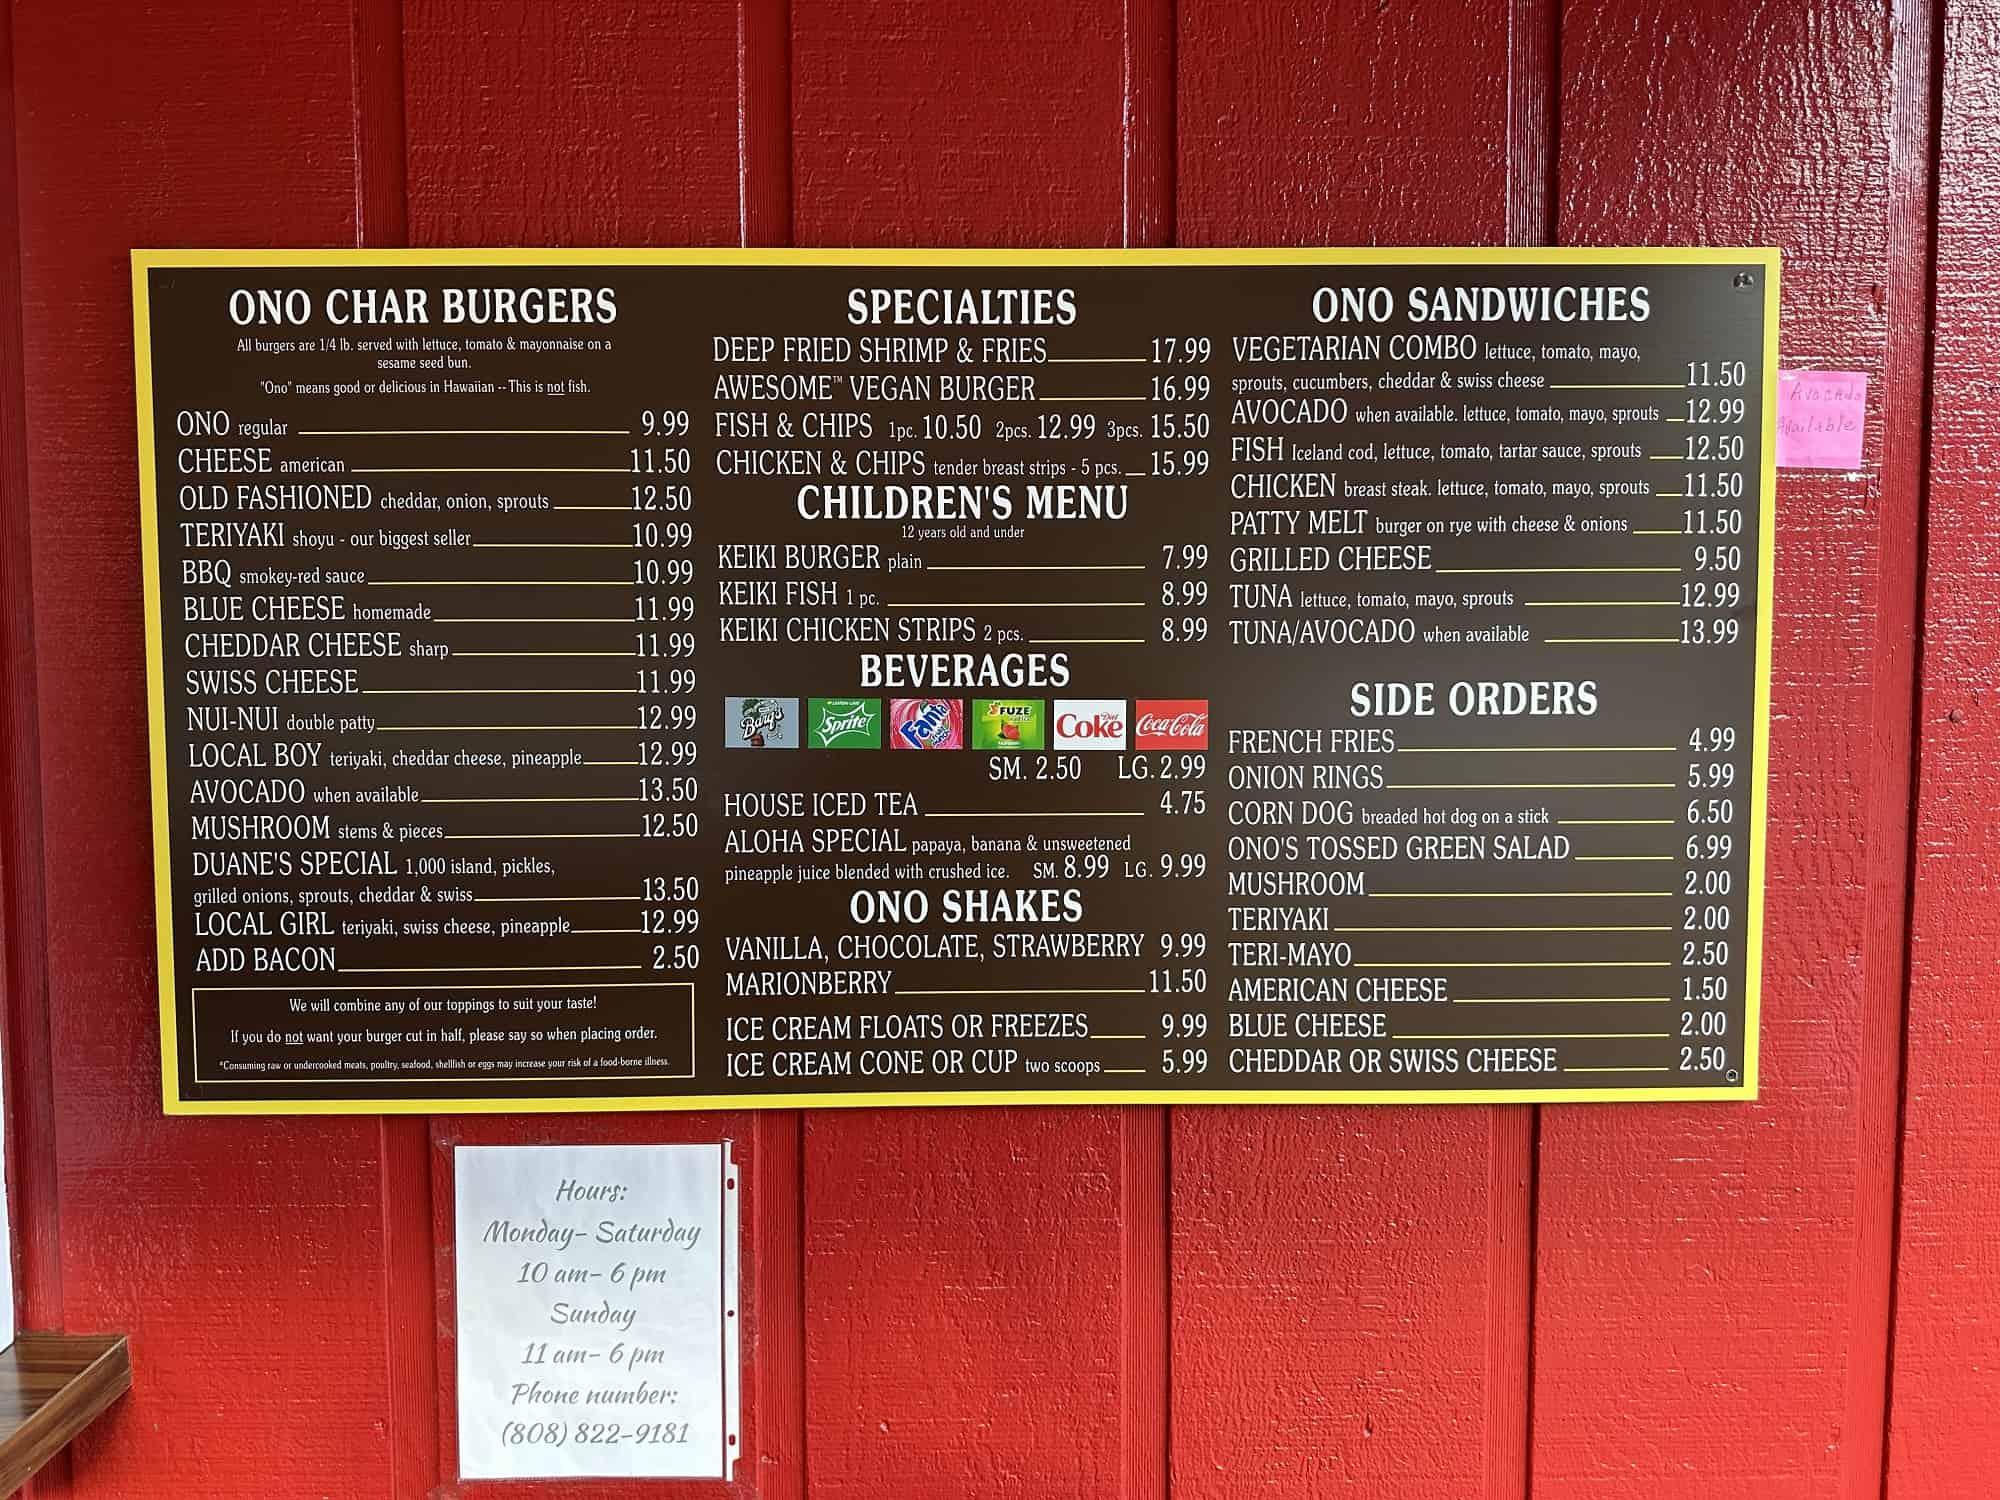 ONO CHAR BURGERS
All burgers are 1/4 lb. served with lettuce, tomato & mayonnaise on a
sesame seed bun.
"Ono" means good or delicious in Hawaiian -- This is not fish.
ONO regular 9.99
CHEESE american 11.50
OLD FASHIONED cheddar, onion, sprouts 12.50
TERIYAKI shoyu - our biggest seller 10.99
BBQ smokey-red sauce 10.99
BLUE CHEESE homemade 11.99
CHEDDAR CHEESE sharp 11.99
SWISS CHEESE 11.99
NUI-NUI double patty 12.99
LOCAL BOY teriyaki, cheddar cheese, pineapple 12.99
AVOCADO when available 13.50
MUSHROOM stems & pieces 12.50
DUANE'S SPECIAL 1,000 island, pickles,
grilled onions, sprouts, cheddar & swiss 13.50
LOCAL GIRL teriyaki, swiss cheese, pineapple 12.99
ADD BACON 2.50
We will combine any of our toppings to suit your taste!
If you do not want your burger cut in half, please say so when placing order.
*Consuming raw or undercooked meats, poultry, seafood, shellfish or eggs may increase your risk of a food-borne illness.
SPECIALTIES
DEEP FRIED SHRIMP & FRIES 17.99
AWESOME™ VEGAN BURGER 16.99
FISH & CHIPS 1pc. 10.50 2pcs. 12.99 3pcs. 15.50
CHICKEN & CHIPS tender breast strips - 5 pcs. 15.99
CHILDREN'S MENU
12 years old and under
KEIKI BURGER plain 7.99
KEIKI FISH 1 pc. 8.99
KEIKI CHICKEN STRIPS 2 pcs. 8.99
BEVERAGES
Barq's Sprite Fanta FUZE Diet Coke Coca-Cola
SM. 2.50 LG. 2.99
HOUSE ICED TEA 4.75
ALOHA SPECIAL papaya, banana & unsweetened
pineapple juice blended with crushed ice. SM. 8.99 LG. 9.99
ONO SHAKES
VANILLA, CHOCOLATE, STRAWBERRY 9.99
MARIONBERRY 11.50
ICE CREAM FLOATS OR FREEZES 9.99
ICE CREAM CONE OR CUP two scoops 5.99
ONO SANDWICHES
VEGETARIAN COMBO lettuce, tomato, mayo,
sprouts, cucumbers, cheddar & swiss cheese 11.50
AVOCADO when available. lettuce, tomato, mayo, sprouts 12.99
FISH Iceland cod, lettuce, tomato, tartar sauce, sprouts 12.50
CHICKEN breast steak. lettuce, tomato, mayo, sprouts 11.50
PATTY MELT burger on rye with cheese & onions 11.50
GRILLED CHEESE 9.50
TUNA lettuce, tomato, mayo, sprouts 12.99
TUNA/AVOCADO when available 13.99
SIDE ORDERS
FRENCH FRIES 4.99
ONION RINGS 5.99
CORN DOG breaded hot dog on a stick 6.50
ONO'S TOSSED GREEN SALAD 6.99
MUSHROOM 2.00
TERIYAKI 2.00
TERI-MAYO 2.50
AMERICAN CHEESE 1.50
BLUE CHEESE 2.00
CHEDDAR OR SWISS CHEESE 2.50
Avocado
Available
Hours:
Monday- Saturday
10 am- 6 pm
Sunday
11 am- 6 pm
Phone number:
(808) 822-9181